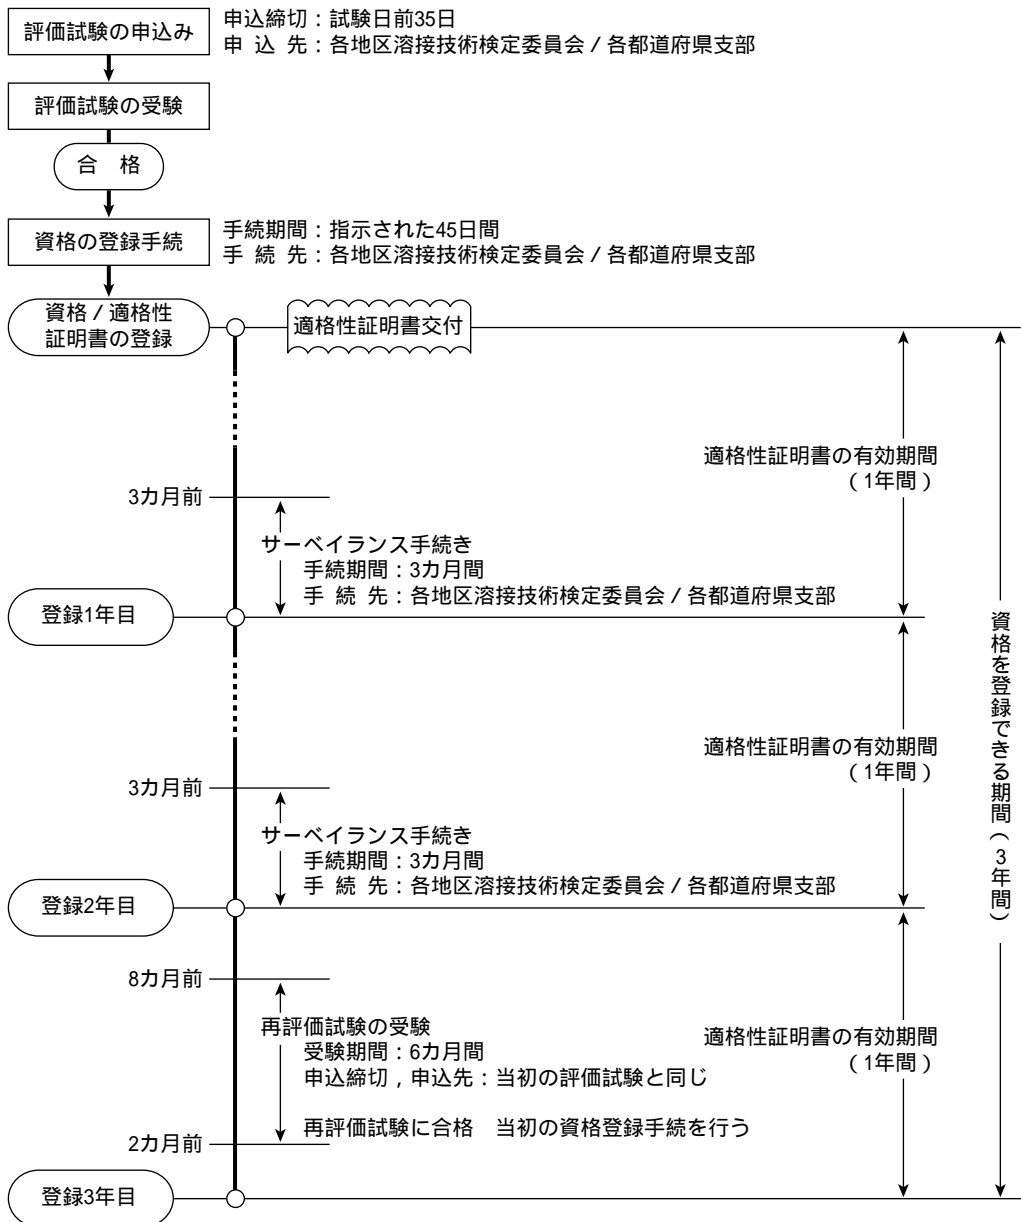 評価試験の申込み
申込締切：試験日前35日
申 込 先：各地区溶接技術検定委員会 / 各都道府県支部
評価試験の受験
合 格
資格の登録手続
手続期間：指示された45日間
手 続 先：各地区溶接技術検定委員会 / 各都道府県支部
資格 / 適格性
証明書の登録
適格性証明書交付
適格性証明書の有効期間
（1年間）
3カ月前
サーベイランス手続き
手続期間：3カ月間
手 続 先：各地区溶接技術検定委員会 / 各都道府県支部
登録1年目
資格を登録できる期間（3年間）
適格性証明書の有効期間
（1年間）
3カ月前
サーベイランス手続き
手続期間：3カ月間
手 続 先：各地区溶接技術検定委員会 / 各都道府県支部
登録2年目
8カ月前
再評価試験の受験
受験期間：6カ月間
申込締切，申込先：当初の評価試験と同じ
適格性証明書の有効期間
（1年間）
再評価試験に合格 当初の資格登録手続を行う
2カ月前
登録3年目